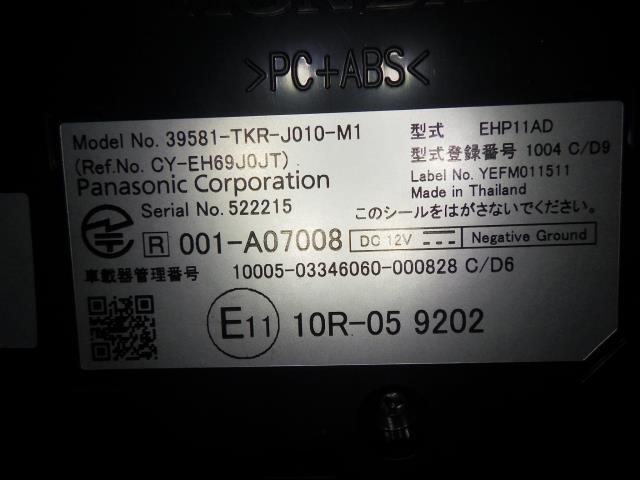 >PC+ABS<
Model No. 39581-TKR-J010-M1
(Ref.No. CY-EH69J0JT)
Panasonic Corporation
Serial No. 522215
型式 EHP11AD
型式登録番号 1004 C/D9
Label No. YEFM011511
Made in Thailand
このシールをはがさないでください。
R 001-A07008 DC 12V Negative Ground
車載器管理番号 10005-03346060-000828 C/D6
E11 10R-05 9202